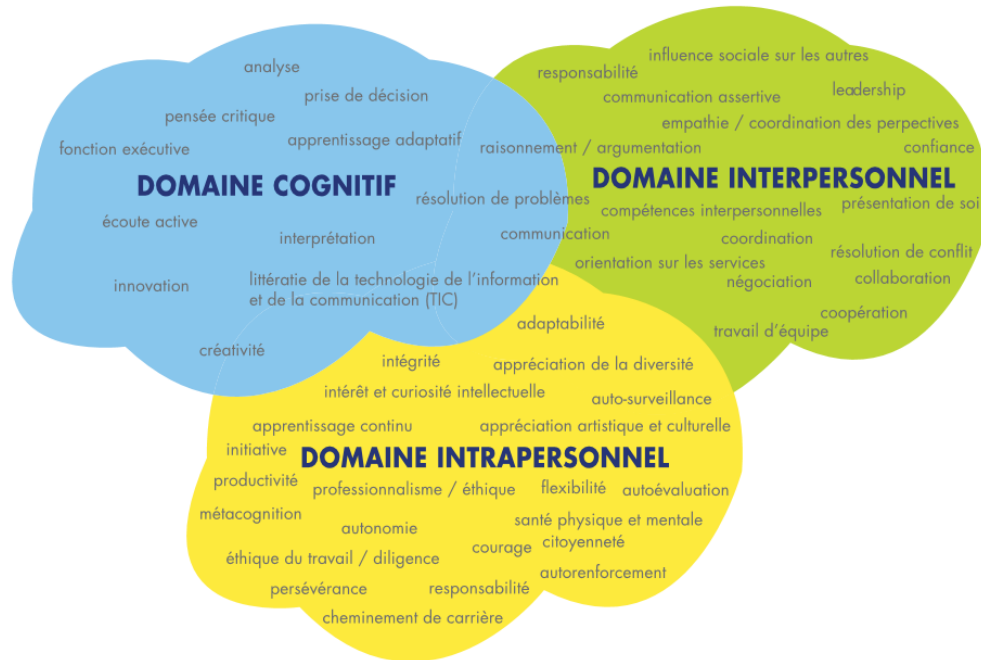 analyse
prise de décision
pensée critique
apprentissage adaptatif
fonction exécutive
DOMAINE COGNITIF
résolution de problèmes
écoute active
interprétation
communication
innovation
littératie de la technologie de l'information
et de la communication (TIC)
créativité
influence sociale sur les autres
responsabilité
leadership
communication assertive
empathie / coordination des perpectives
raisonnement / argumentation
confiance
DOMAINE INTERPERSONNEL
compétences interpersonnelles
présentation de soi
coordination
résolution de conflit
orientation sur les services
négociation
collaboration
coopération
travail d'équipe
adaptabilité
intégrité
appréciation de la diversité
intérêt et curiosité intellectuelle
auto-surveillance
apprentissage continu
appréciation artistique et culturelle
initiative
DOMAINE INTRAPERSONNEL
productivité
professionnalisme / éthique
flexibilité
autoévaluation
métacognition
autonomie
santé physique et mentale
courage
citoyenneté
éthique du travail / diligence
autorenforcement
persévérance
responsabilité
cheminement de carrière